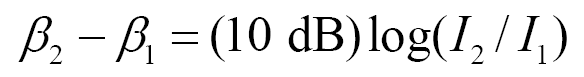 β₂ − β₁ = (10 dB) log(I₂ / I₁)